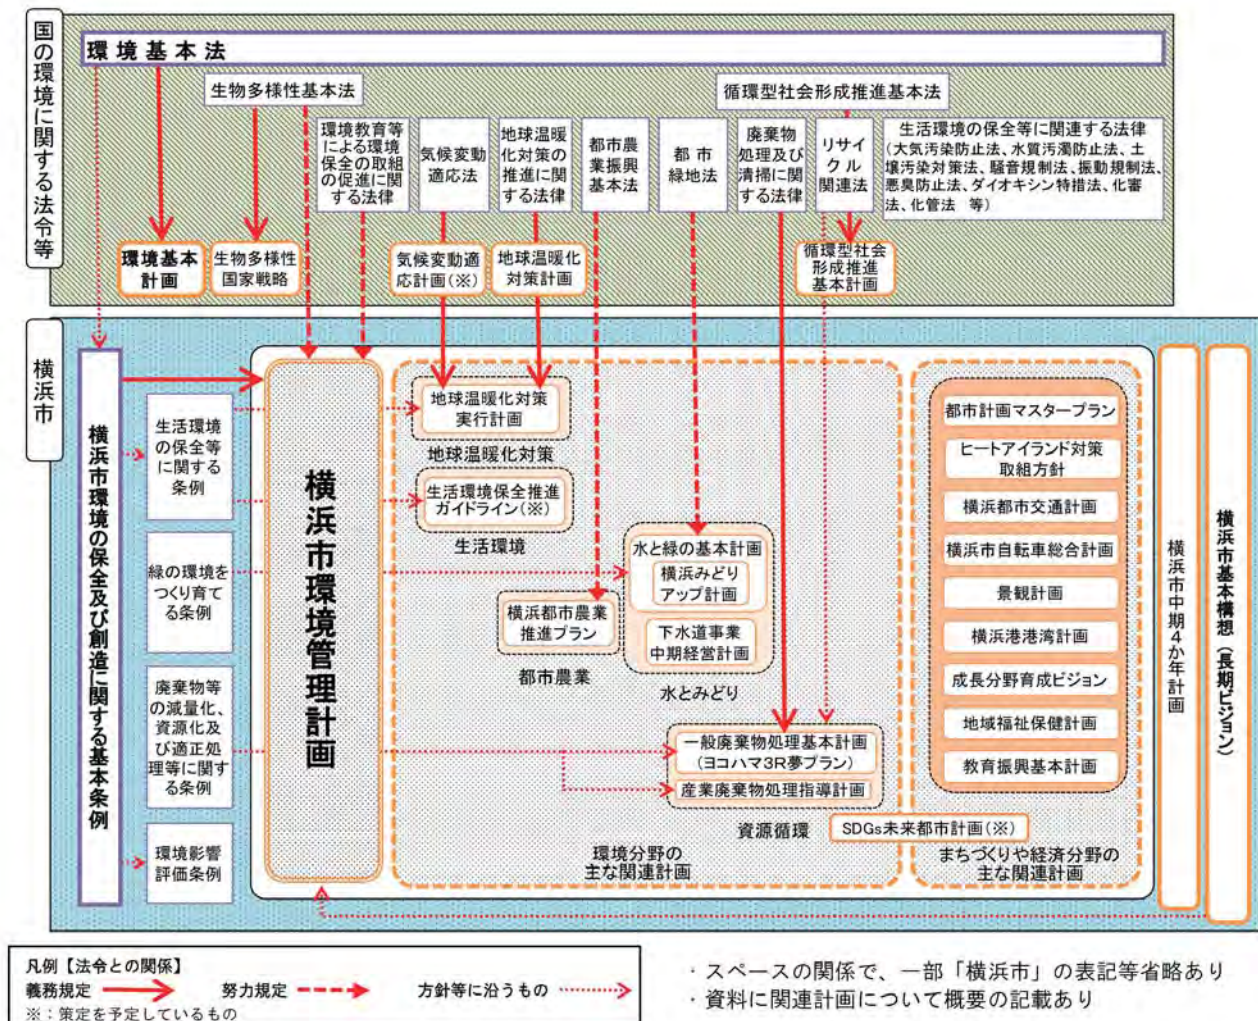 国の環境に関する法令等
環境基本法
生物多様性基本法
循環型社会形成推進基本法
環境教育等
による環境
保全の取組
の促進に関
する法律
気候変動
適応法
地球温暖
化対策の
推進に関
する法律
都市農
業振興
基本法
都市
緑地法
廃棄物
処理及び
清掃に関
する法律
リサイ
クル
関連法
生活環境の保全等に関連する法律
(大気汚染防止法、水質汚濁防止法、土
壌汚染対策法、騒音規制法、振動規制法、
悪臭防止法、ダイオキシン特措法、化審
法、化管法 等)
環境基本
計画
生物多様性
国家戦略
気候変動適
応計画(※)
地球温暖化
対策計画
循環型社会
形成推進
基本計画
横浜市
横浜市環境の保全及び創造に関する基本条例
生活環境
の保全等
に関する
条例
緑の環境を
つくり育て
る条例
廃棄物等
の減量化、
資源化及
び適正処
理等に関す
る条例
環境影響
評価条例
横浜市環境管理計画
地球温暖化対策
実行計画
地球温暖化対策
生活環境保全推進
ガイドライン(※)
生活環境
横浜都市農業
推進プラン
都市農業
水と緑の基本計画
横浜みどり
アップ計画
下水道事業
中期経営計画
水とみどり
一般廃棄物処理基本計画
(ヨコハマ3R夢プラン)
産業廃棄物処理指導計画
資源循環
SDGs未来都市計画(※)
環境分野の
主な関連計画
都市計画マスタープラン
ヒートアイランド対策
取組方針
横浜都市交通計画
横浜市自転車総合計画
景観計画
横浜港港湾計画
成長分野育成ビジョン
地域福祉保健計画
教育振興基本計画
まちづくりや経済分野の
主な関連計画
横浜市中期4か年計画
横浜市基本構想(長期ビジョン)
凡例【法令との関係】
義務規定 努力規定 方針等に沿うもの
※:策定を予定しているもの
・スペースの関係で、一部「横浜市」の表記等省略あり
・資料に関連計画について概要の記載あり